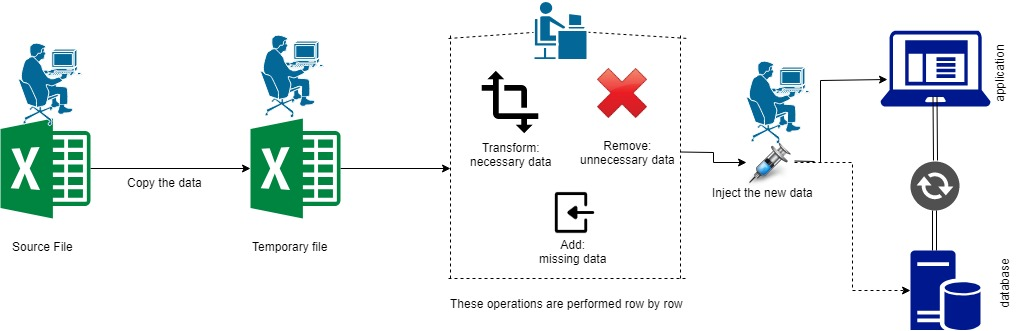 X
Source File
Copy the data
X
Temporary file
Transform:
necessary data
Remove:
unnecessary data
Add:
missing data
These operations are performed row by row
Inject the new data
application
database